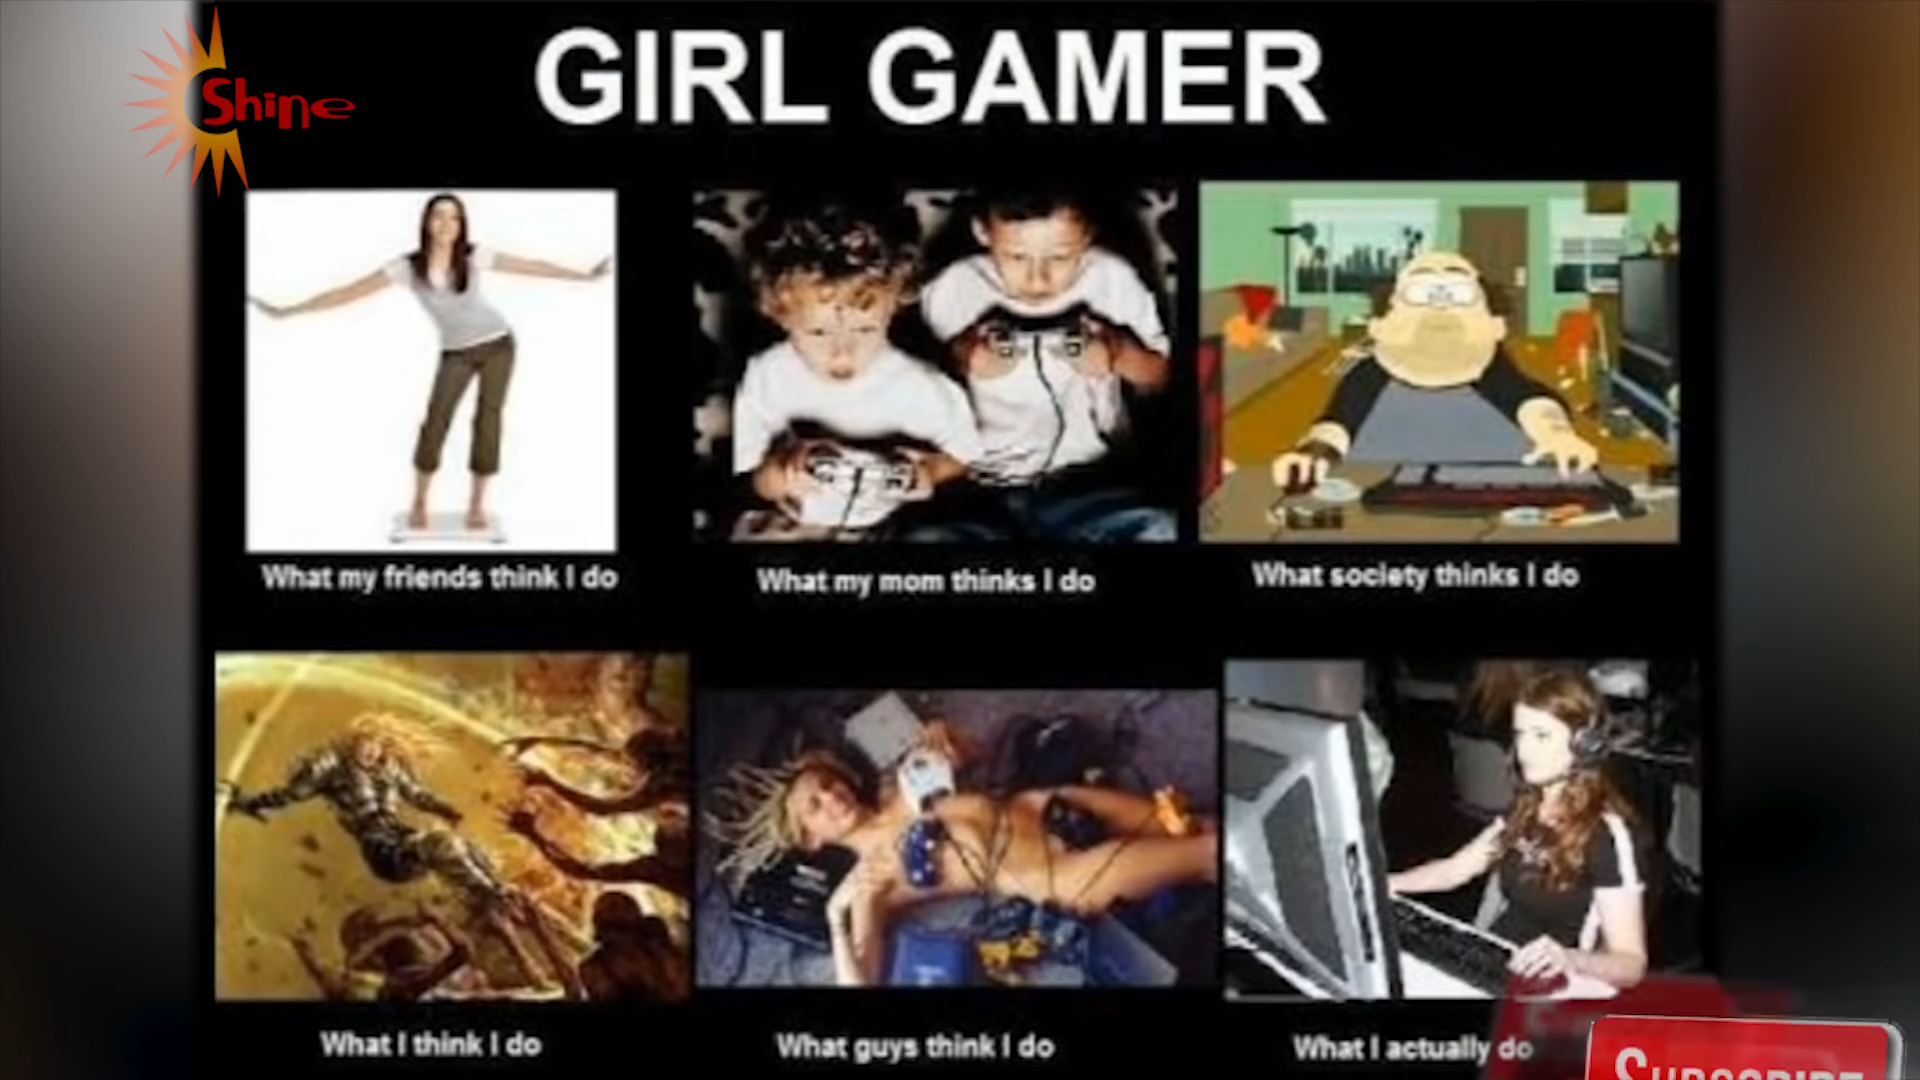 Shine
GIRL GAMER
What my friends think I do
What my mom thinks I do
What society thinks I do
What I think I do
What guys think I do
What I actually do
SUBSCRIBE